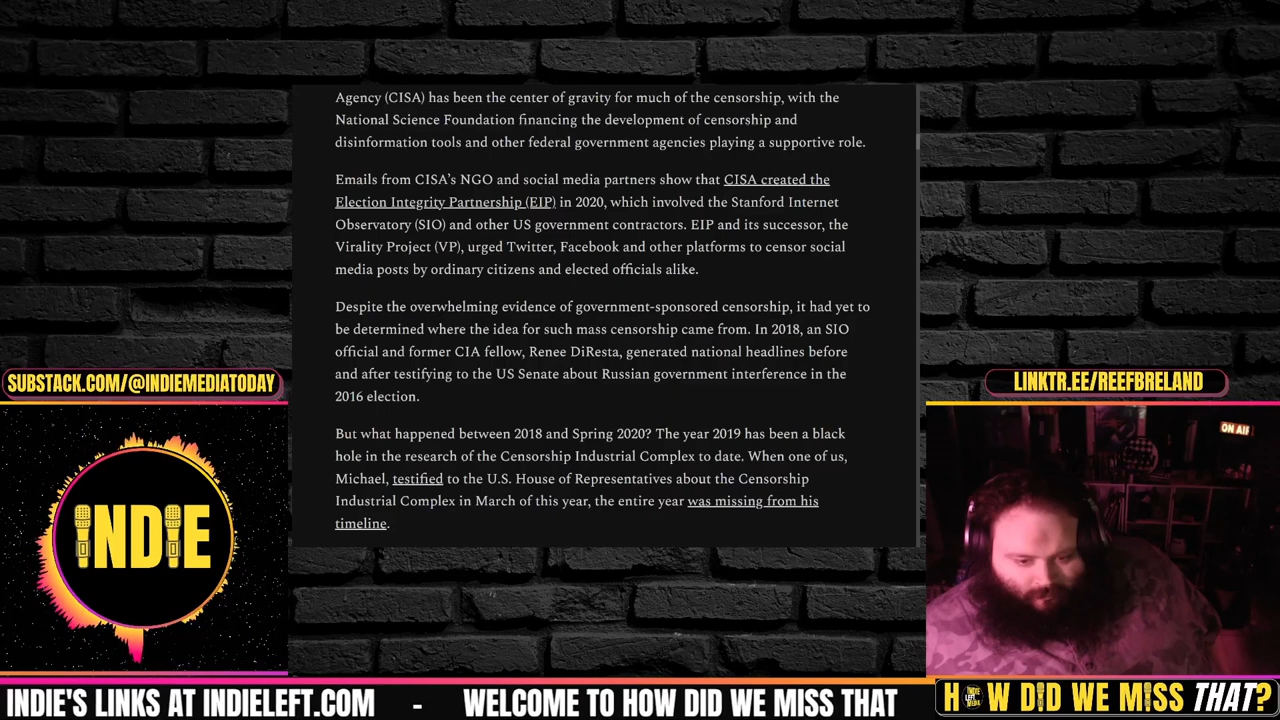 Agency (CISA) has been the center of gravity for much of the censorship, with the
National Science Foundation financing the development of censorship and
disinformation tools and other federal government agencies playing a supportive role.
Emails from CISA’s NGO and social media partners show that CISA created the
Election Integrity Partnership (EIP) in 2020, which involved the Stanford Internet
Observatory (SIO) and other US government contractors. EIP and its successor, the
Virality Project (VP), urged Twitter, Facebook and other platforms to censor social
media posts by ordinary citizens and elected officials alike.
Despite the overwhelming evidence of government-sponsored censorship, it had yet to
be determined where the idea for such mass censorship came from. In 2018, an SIO
official and former CIA fellow, Renee DiResta, generated national headlines before
and after testifying to the US Senate about Russian government interference in the
2016 election.
But what happened between 2018 and Spring 2020? The year 2019 has been a black
hole in the research of the Censorship Industrial Complex to date. When one of us,
Michael, testified to the U.S. House of Representatives about the Censorship
Industrial Complex in March of this year, the entire year was missing from his
timeline.
SUBSTACK.COM/@INDIEMEDIATODAY
LINKTR.EE/REEFBRELAND
INDIE
ON AIR
INDIE'S LINKS AT INDIELEFT.COM - WELCOME TO HOW DID WE MISS THAT
HOW DID WE MISS THAT?